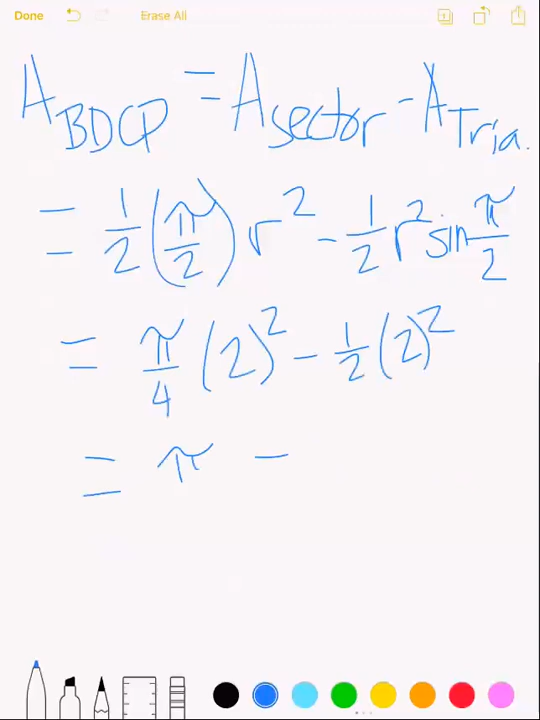 Done Erase All
A_BDCP = A_sector - A_Tria.
= 1/2 (π/2) r² - 1/2 r² sin π/2
= π/4 (2)² - 1/2 (2)²
= π -